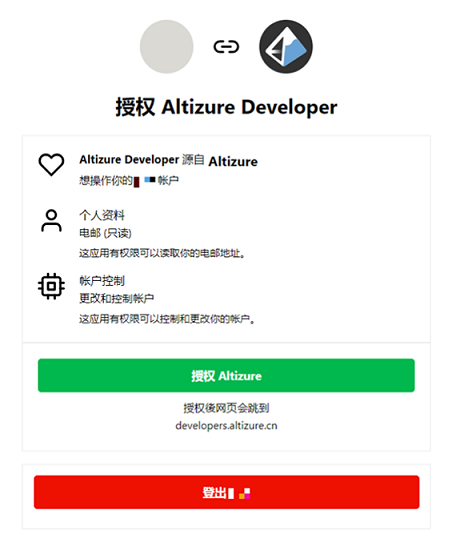 授权 Altizure Developer
Altizure Developer 源自 Altizure
想操作你的 帐户
个人资料
电邮 (只读)
这应用有权限可以读取你的电邮地址。
帐户控制
更改和控制帐户
这应用有权限可以控制和更改你的帐户。
授权 Altizure
授权後网页会跳到
developers.altizure.cn
登出